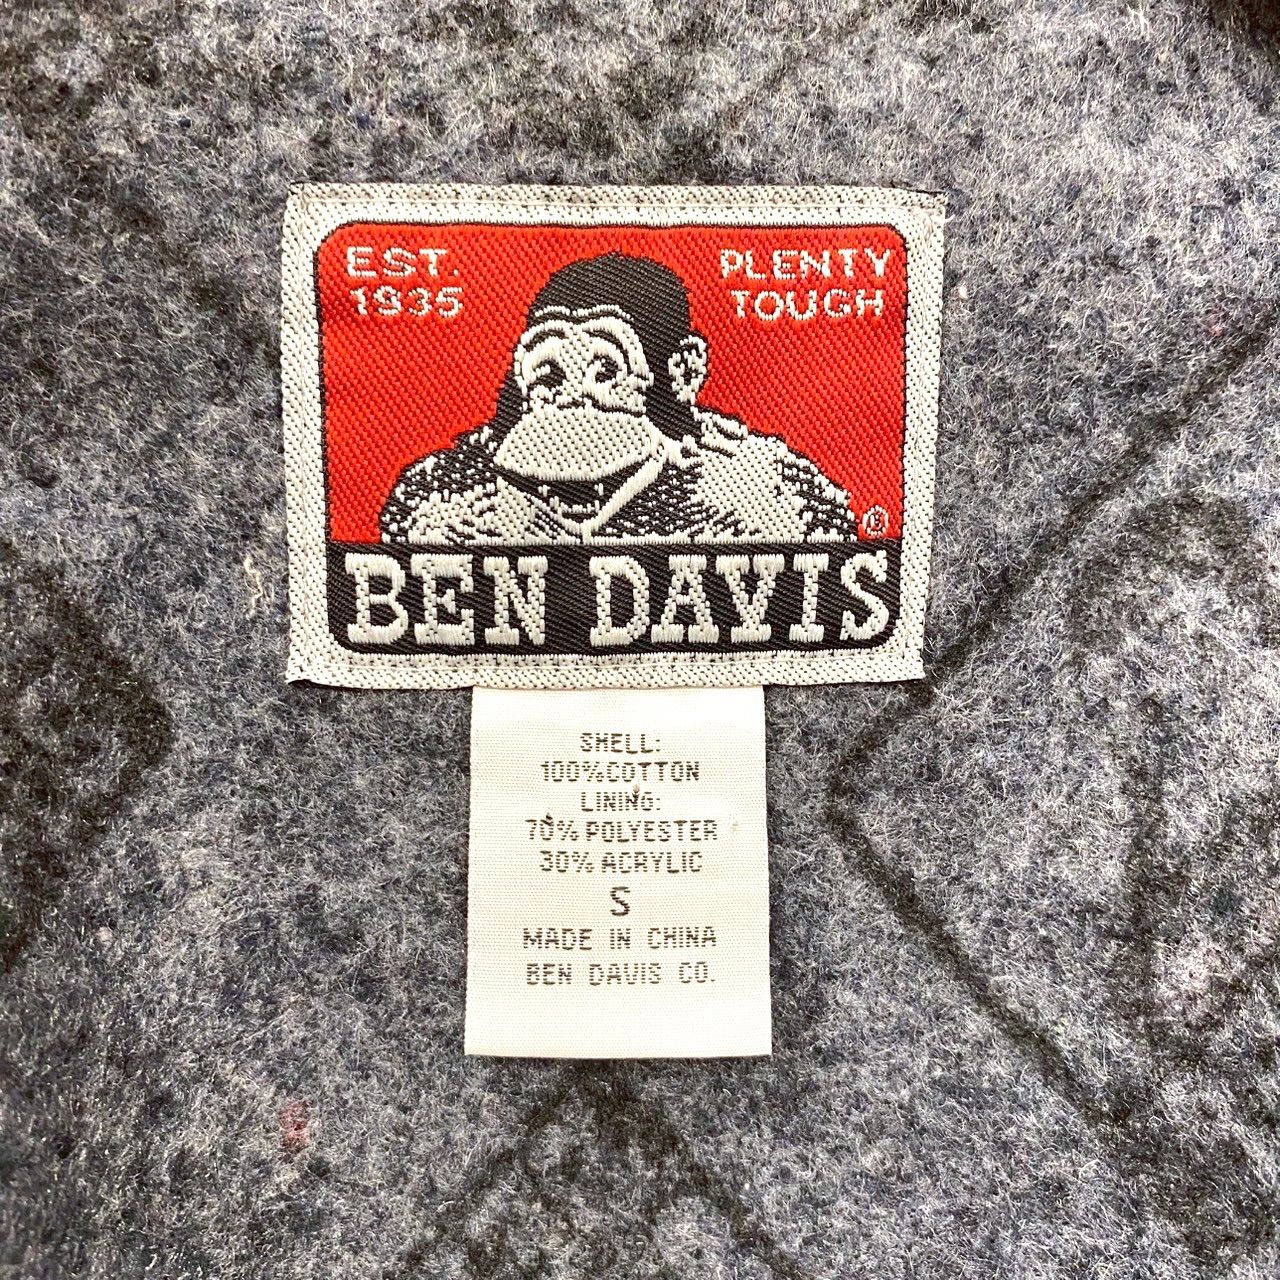 EST. PLENTY
1935 TOUGH
®
BEN DAVIS
SHELL:
100%COTTON
LINING:
70% POLYESTER
30% ACRYLIC
S
MADE IN CHINA
BEN DAVIS CO.